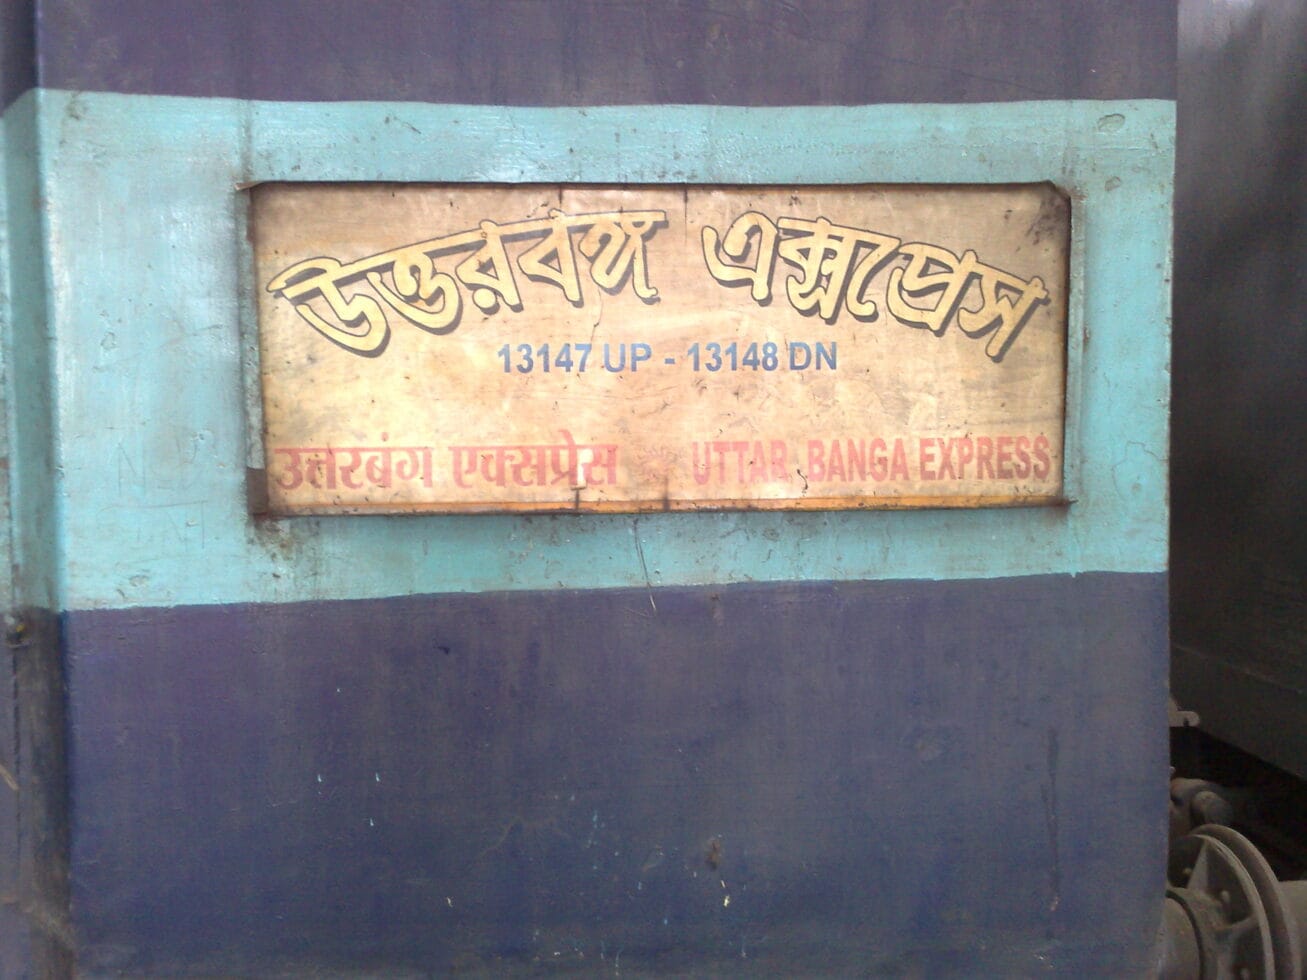 উত্তরবঙ্গ এক্সপ্রেস
13147 UP - 13148 DN
उत्तरबंग एक्सप्रेस UTTAR BANGA EXPRESS